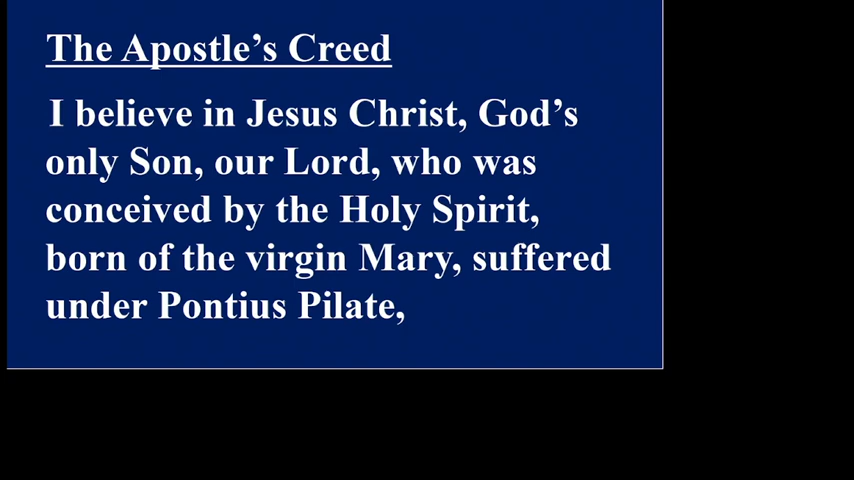 The Apostle’s Creed
I believe in Jesus Christ, God’s
only Son, our Lord, who was
conceived by the Holy Spirit,
born of the virgin Mary, suffered
under Pontius Pilate,